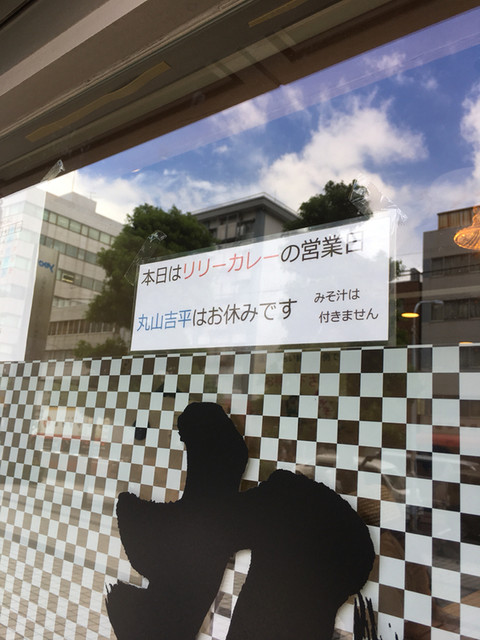 本日はリリーカレーの営業日
丸山吉平はお休みです
みそ汁は
付きません